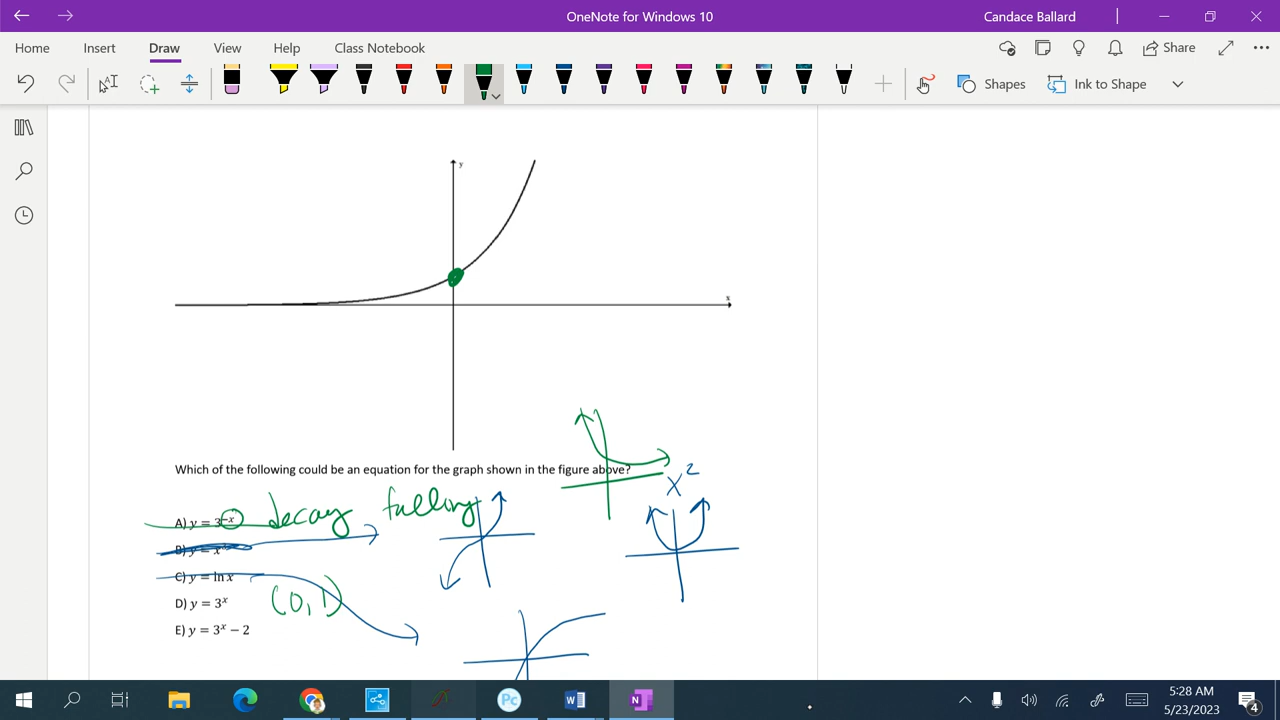 OneNote for Windows 10
Candace Ballard
Home Insert Draw View Help Class Notebook
Share
Shapes
Ink to Shape
y
x
Which of the following could be an equation for the graph shown in the figure above?
x²
A) y = 3⁻ˣ decay falling
C) y = ln x
D) y = 3ˣ (0, 1)
E) y = 3ˣ − 2
5:28 AM
5/23/2023
4